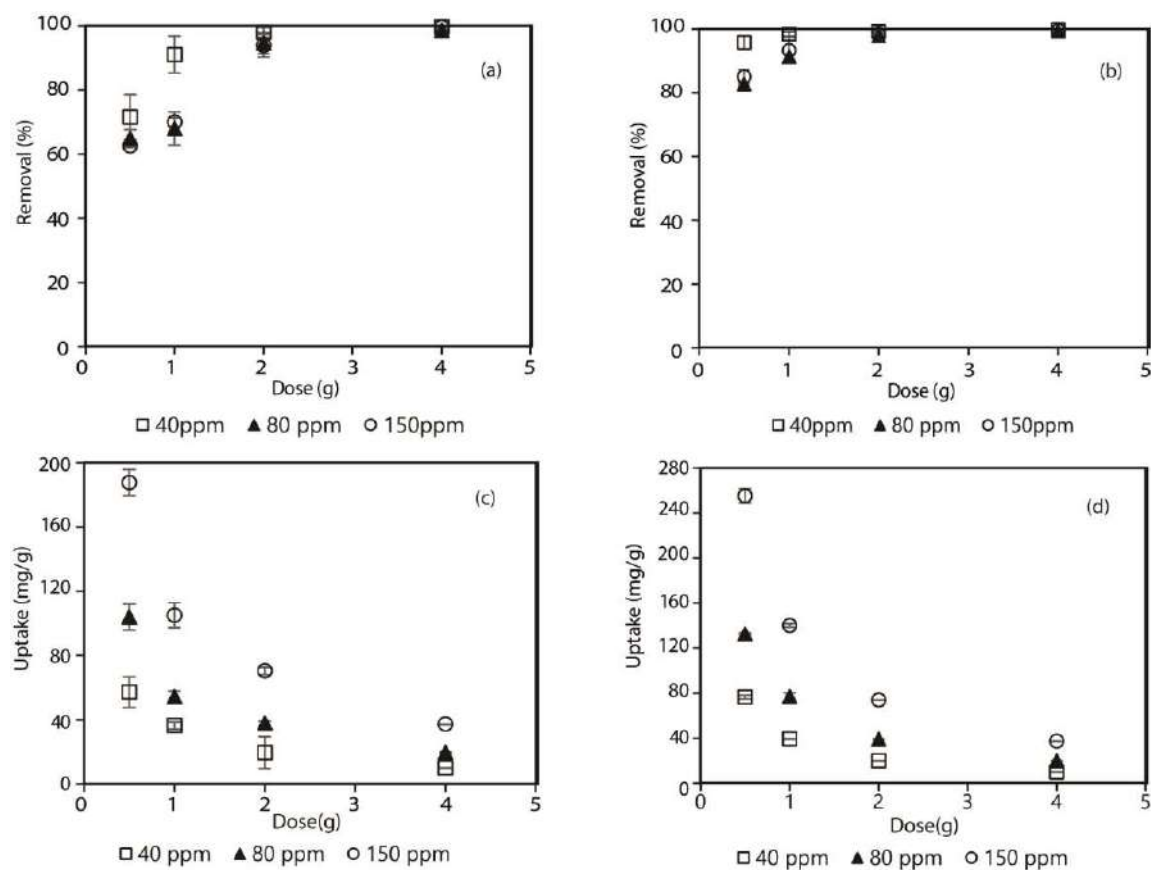 100
80
60
40
20
0
Removal (%)
(a)
0 1 2 3 4 5
Dose (g)
40ppm 80 ppm 150ppm
100
80
60
40
20
0
Removal (%)
(b)
0 1 2 3 4 5
Dose (g)
40ppm 80 ppm 150ppm
200
160
120
80
40
0
Uptake (mg/g)
(c)
0 1 2 3 4 5
Dose(g)
40 ppm 80 ppm 150 ppm
280
240
200
160
120
80
40
0
Uptake (mg/g)
(d)
0 1 2 3 4 5
Dose(g)
40 ppm 80 ppm 150 ppm